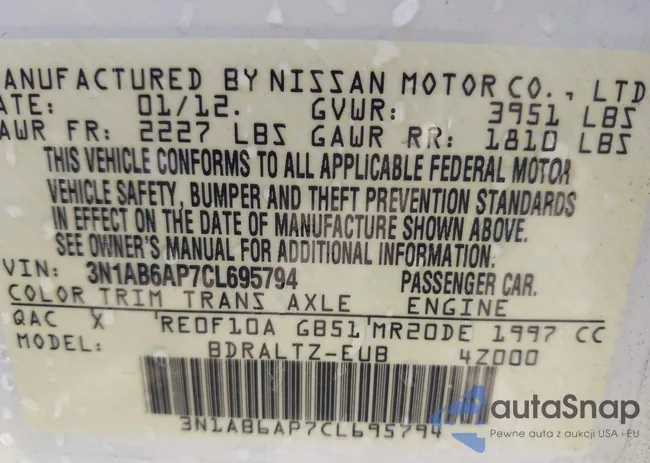 ANUFACTURED BY NISSAN MOTOR CO., LTD
ATE: 01/12. GVWR: 3951 LBS
AWR FR: 2227 LBS GAWR RR: 1810 LBS
THIS VEHICLE CONFORMS TO ALL APPLICABLE FEDERAL MOTOR
VEHICLE SAFETY, BUMPER AND THEFT PREVENTION STANDARDS
IN EFFECT ON THE DATE OF MANUFACTURE SHOWN ABOVE.
SEE OWNER'S MANUAL FOR ADDITIONAL INFORMATION.
VIN: 3N1AB6AP7CL695794 PASSENGER CAR.
COLOR TRIM TRANS AXLE ENGINE
QAC X RE0F10A GB51 MR20DE 1997 CC
MODEL: BDRALTZ-EUB 4Z000
3N1AB6AP7CL695794
autaSnap
Pewne auta z aukcji USA i EU